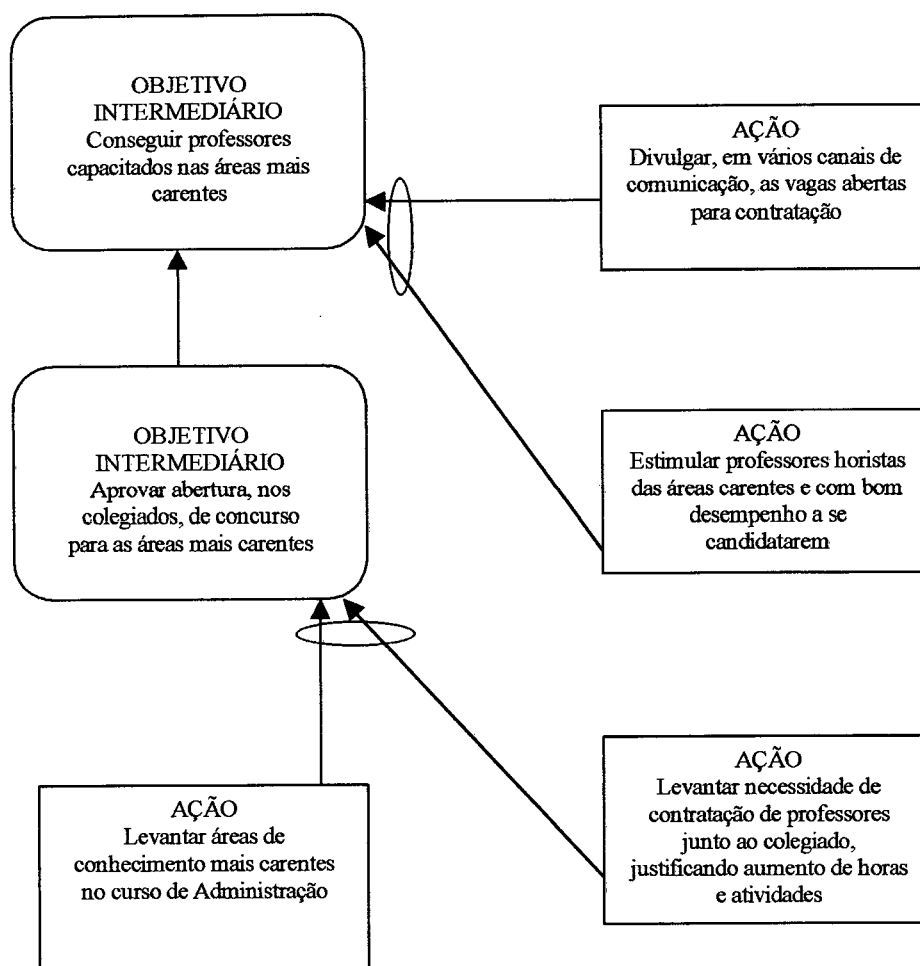 OBJETIVO
INTERMEDIÁRIO
Conseguir professores
capacitados nas áreas mais
carentes
AÇÃO
Divulgar, em vários canais de
comunicação, as vagas abertas
para contratação
OBJETIVO
INTERMEDIÁRIO
Aprovar abertura, nos
colegiados, de concurso
para as áreas mais carentes
AÇÃO
Estimular professores horistas
das áreas carentes e com bom
desempenho a se
candidatarem
AÇÃO
Levantar áreas de
conhecimento mais carentes
no curso de Administração
AÇÃO
Levantar necessidade de
contratação de professores
junto ao colegiado,
justificando aumento de horas
e atividades